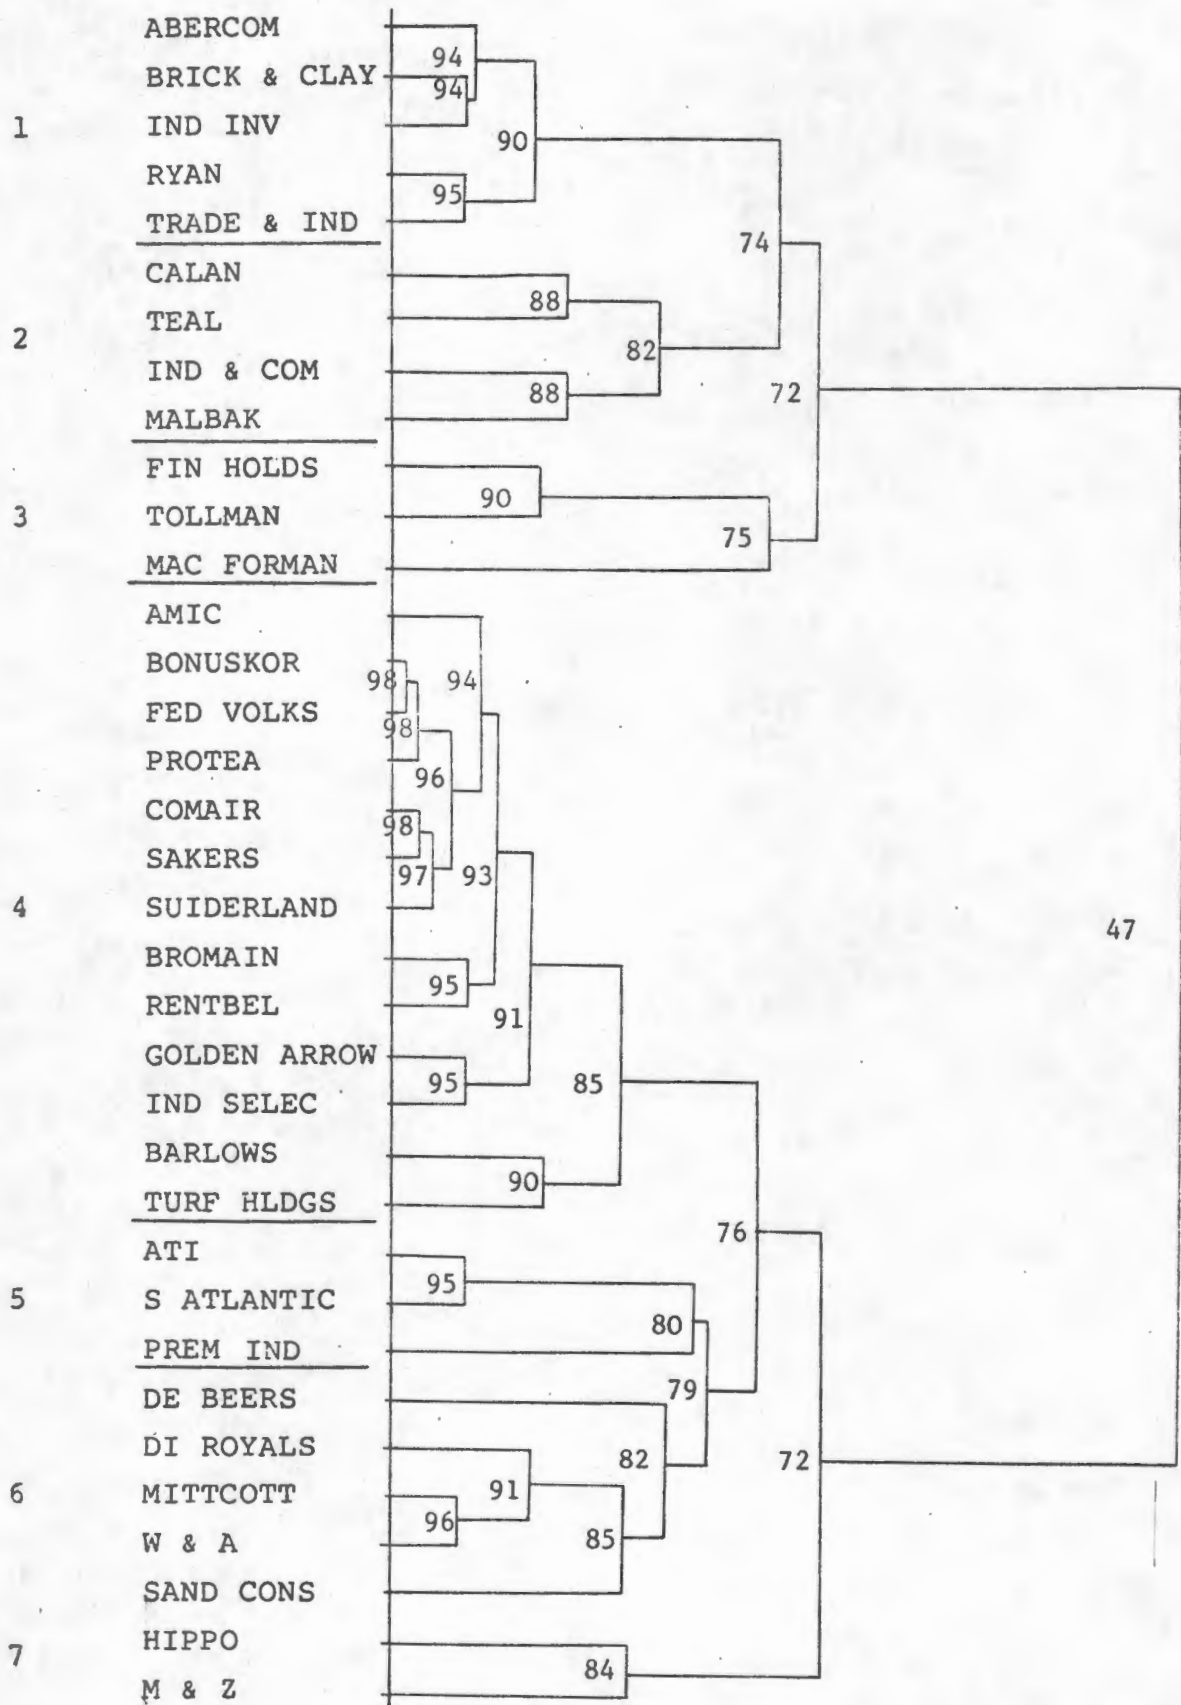 ABERCOM
94
BRICK & CLAY
94
1 IND INV
90
RYAN
95
TRADE & IND
74
CALAN
88
2 TEAL
82
IND & COM
72
88
MALBAK
FIN HOLDS
90
3 TOLLMAN
75
MAC FORMAN
AMIC
BONUSKOR
98 94
FED VOLKS
98
PROTEA
96
COMAIR
98
SAKERS
97 93
4 SUIDERLAND
47
BROMAIN
95
RENTBEL
91
GOLDEN ARROW
95 85
IND SELEC
BARLOWS
90
TURF HLDGS
76
ATI
95
5 S ATLANTIC
80
PREM IND
79
DE BEERS
DI ROYALS
82 72
6 MITTCOTT
91
96
W & A
85
SAND CONS
HIPPO
7
84
M & Z